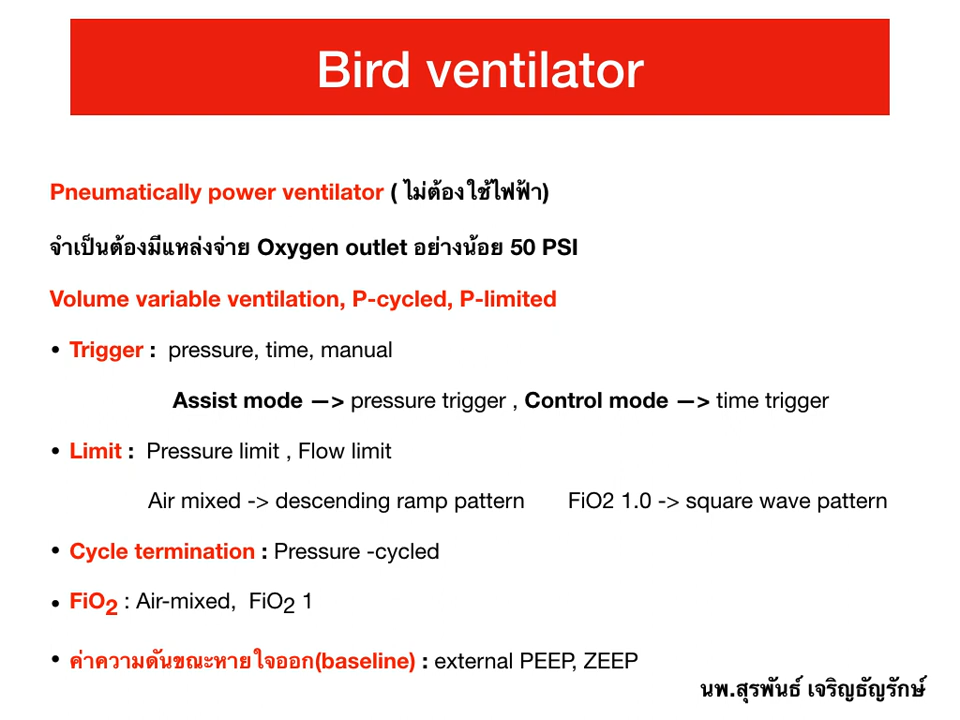 Bird ventilator
Pneumatically power ventilator ( ไม่ต้องใช้ไฟฟ้า)
จำเป็นต้องมีแหล่งจ่าย Oxygen outlet อย่างน้อย 50 PSI
Volume variable ventilation, P-cycled, P-limited
• Trigger : pressure, time, manual
Assist mode —> pressure trigger , Control mode —> time trigger
• Limit : Pressure limit , Flow limit
Air mixed -> descending ramp pattern FiO2 1.0 -> square wave pattern
• Cycle termination : Pressure -cycled
• FiO2 : Air-mixed, FiO2 1
• ค่าความดันขณะหายใจออก(baseline) : external PEEP, ZEEP
นพ.สุรพันธ์ เจริญธัญรักษ์